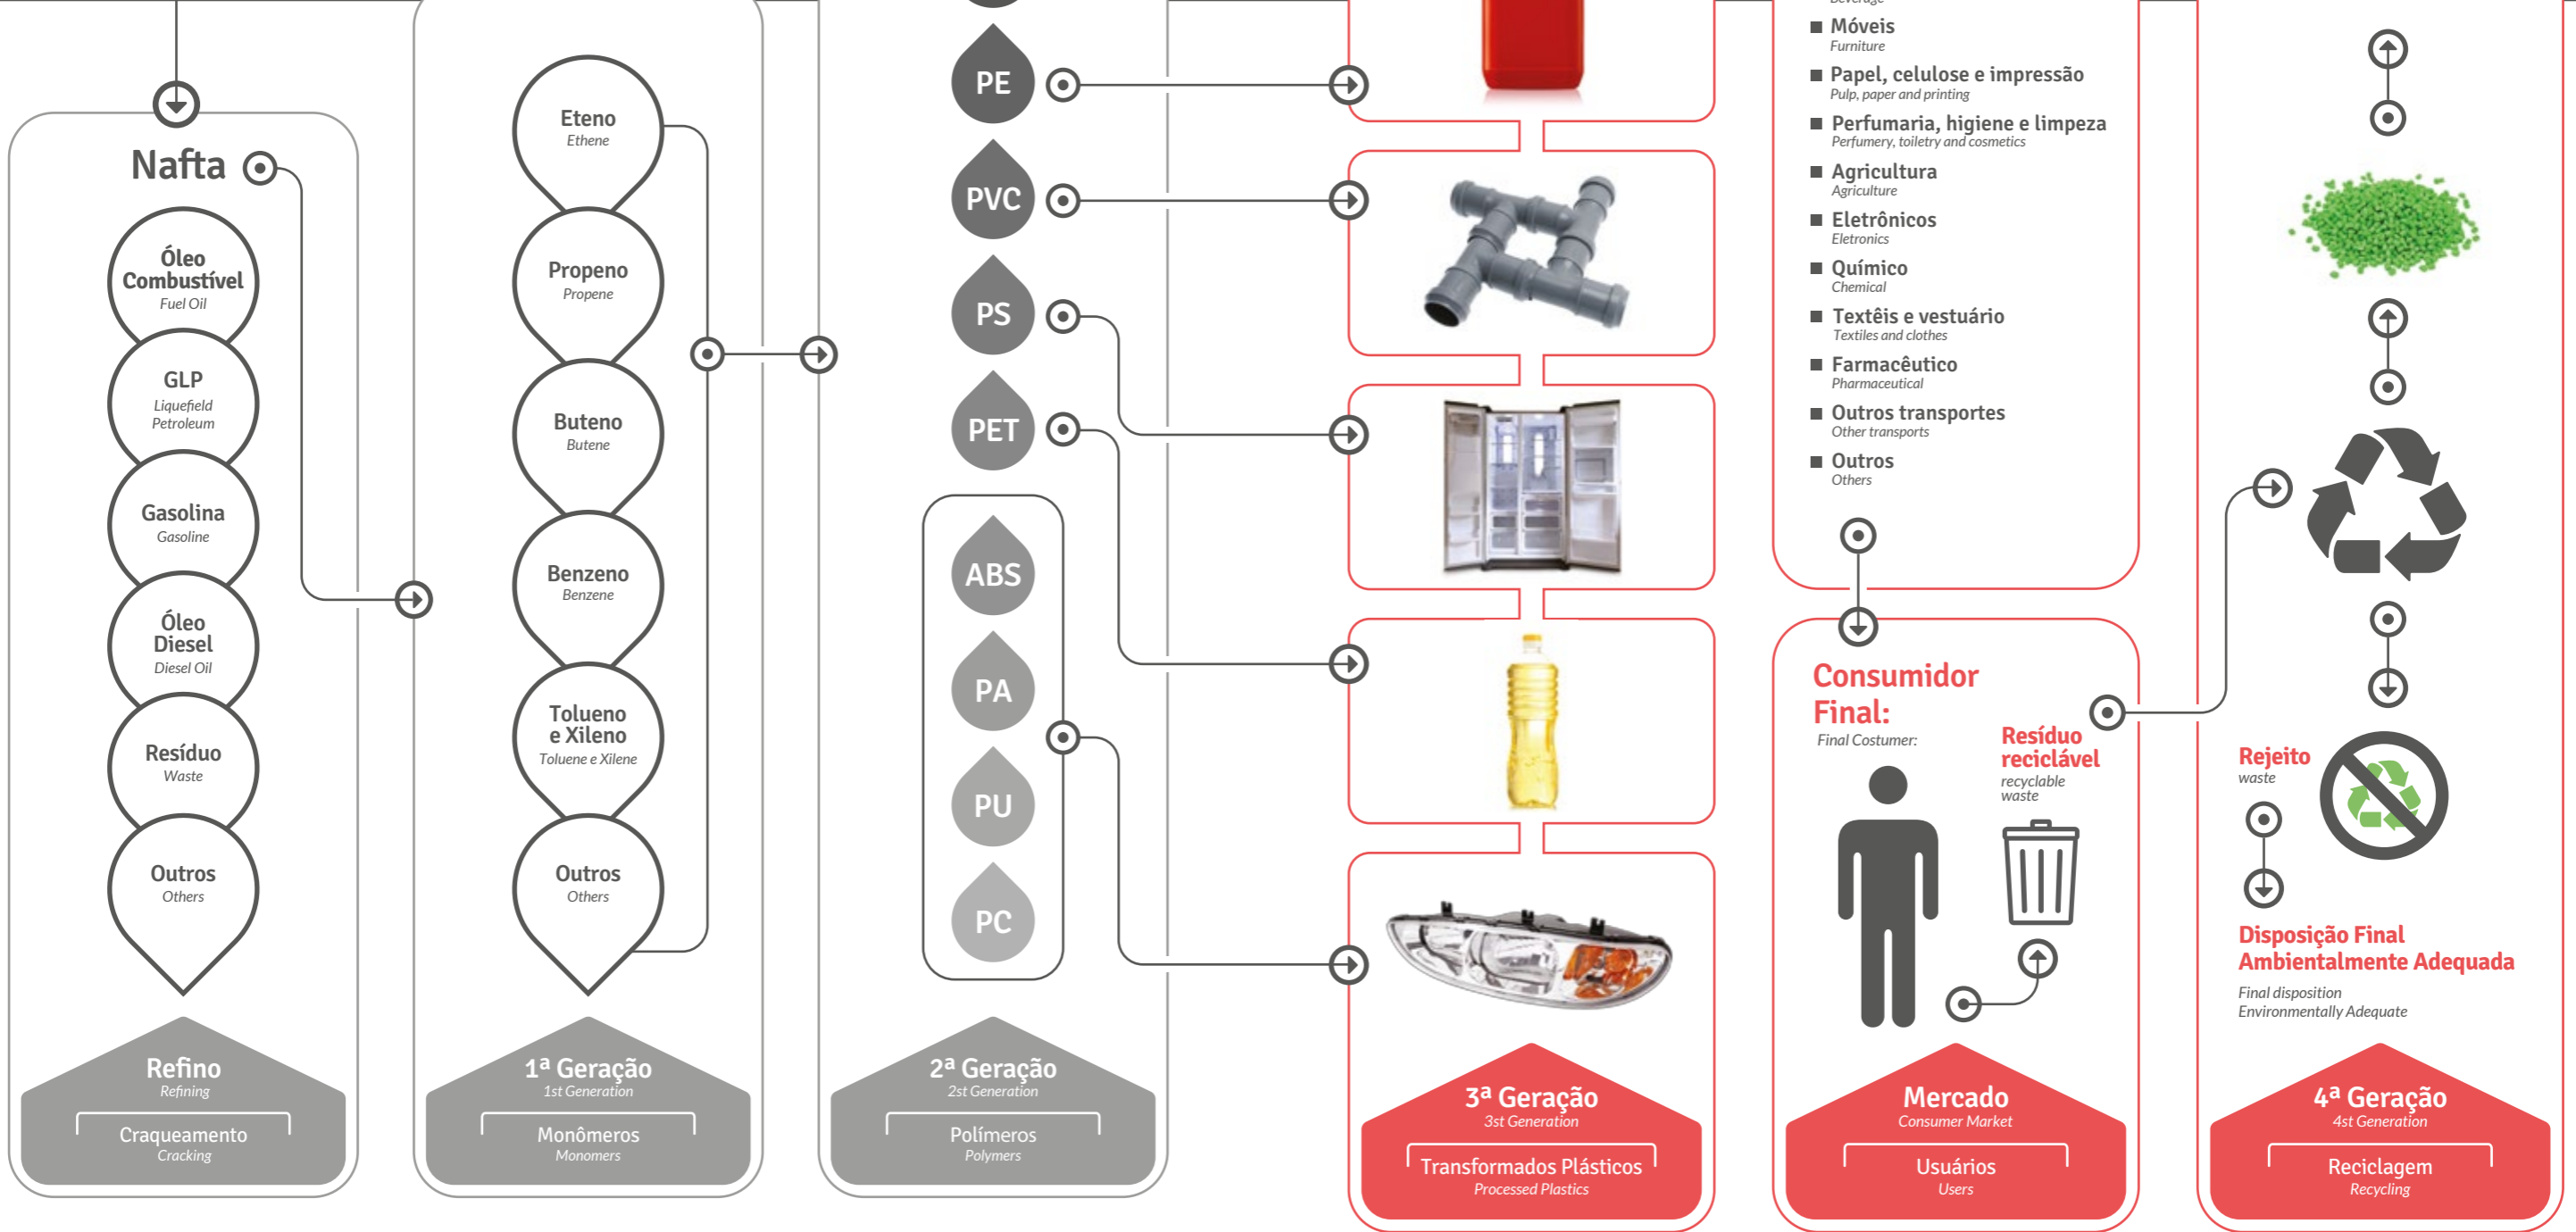 Nafta
Óleo
Combustível
Fuel Oil
GLP
Liquefield
Petroleum
Gasolina
Gasoline
Óleo
Diesel
Diesel Oil
Resíduo
Waste
Outros
Others
Refino
Refining
Craqueamento
Cracking
Eteno
Ethene
Propeno
Propene
Buteno
Butene
Benzeno
Benzene
Tolueno
e Xileno
Toluene e Xilene
Outros
Others
1ª Geração
1st Generation
Monômeros
Monomers
PE
PVC
PS
PET
ABS
PA
PU
PC
2ª Geração
2st Generation
Polímeros
Polymers
3ª Geração
3st Generation
Transformados Plásticos
Processed Plastics
Beverage
Móveis
Furniture
Papel, celulose e impressão
Pulp, paper and printing
Perfumaria, higiene e limpeza
Perfumery, toiletry and cosmetics
Agricultura
Agriculture
Eletrônicos
Eletronics
Químico
Chemical
Textêis e vestuário
Textiles and clothes
Farmacêutico
Pharmaceutical
Outros transportes
Other transports
Outros
Others
Consumidor
Final:
Final Costumer:
Resíduo
reciclável
recyclable
waste
Mercado
Consumer Market
Usuários
Users
Rejeito
waste
Disposição Final
Ambientalmente Adequada
Final disposition
Environmentally Adequate
4ª Geração
4st Generation
Reciclagem
Recycling